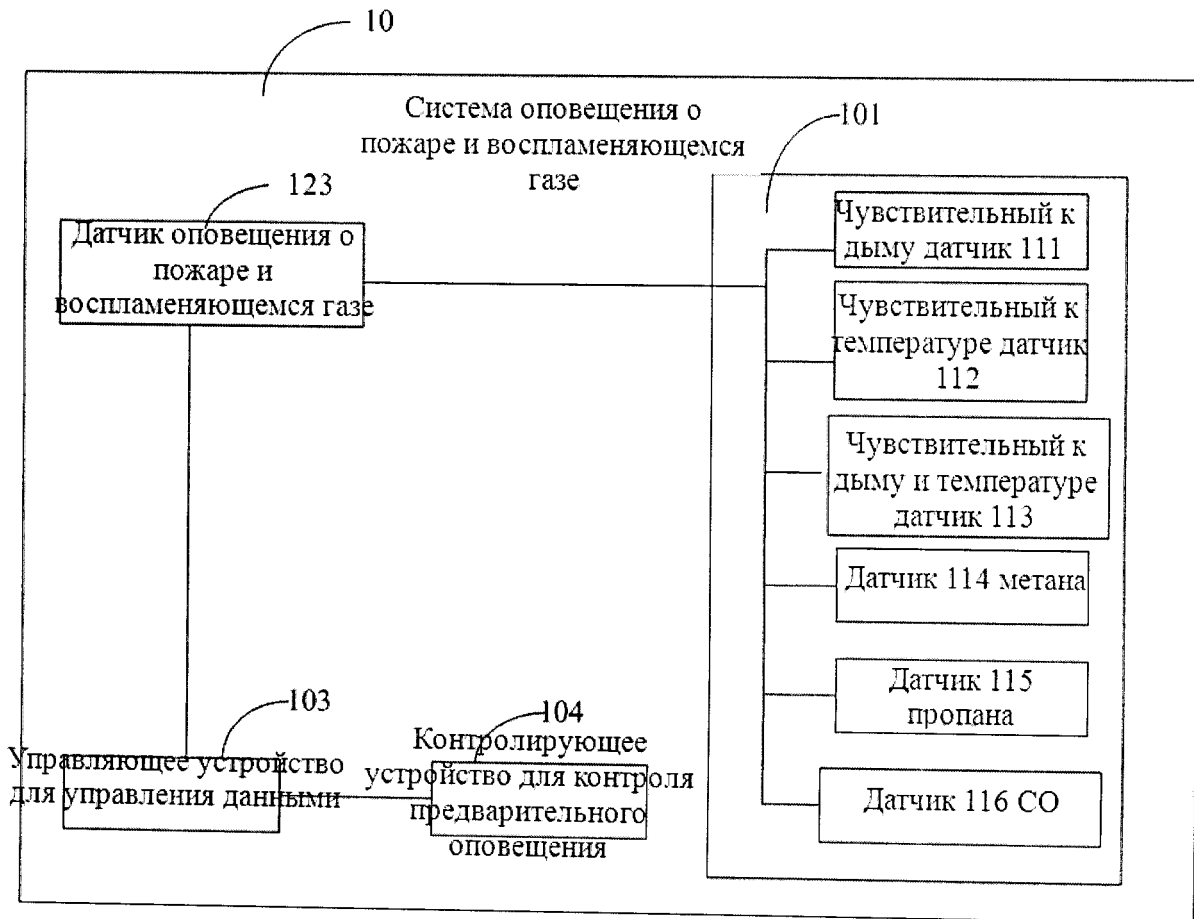 10
Система оповещения о
пожаре и воспламеняющемся
газе
101
123
Датчик оповещения о
пожаре и
воспламеняющемся газе
Чувствительный к
дыму датчик 111
Чувствительный к
температуре датчик
112
Чувствительный к
дыму и температуре
датчик 113
Датчик 114 метана
Датчик 115
пропана
Датчик 116 СО
103
Управляющее устройство
для управления данными
104
Контролирующее
устройство для контроля
предварительного
оповещения